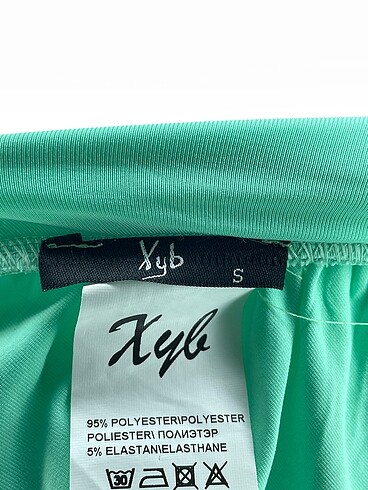 Xyb
S
Xyb
95% POLYESTER\POLYESTER
POLIESTER\ ПОЛИЭТЭР
5% ELASTAN\ELASTHANE
30